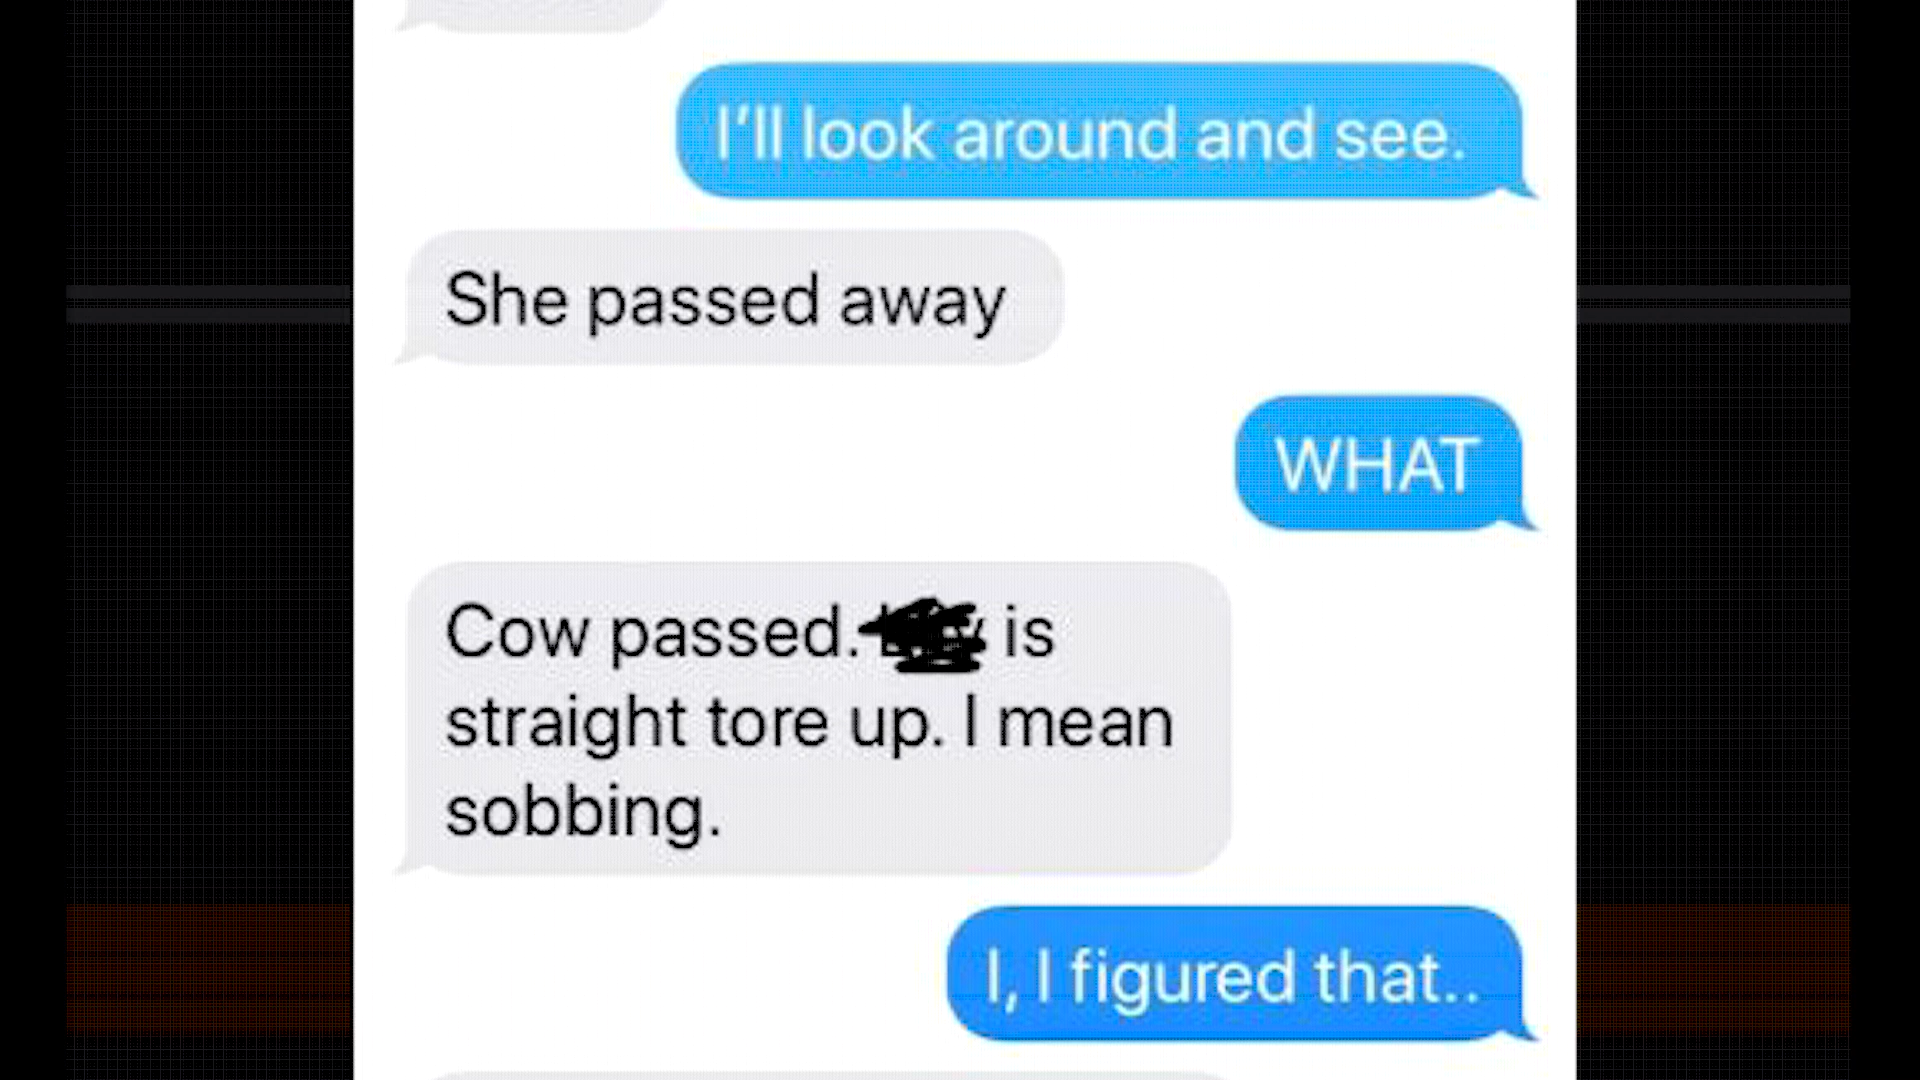 I'll look around and see.
She passed away
WHAT
Cow passed. is
straight tore up. I mean
sobbing.
I, I figured that..